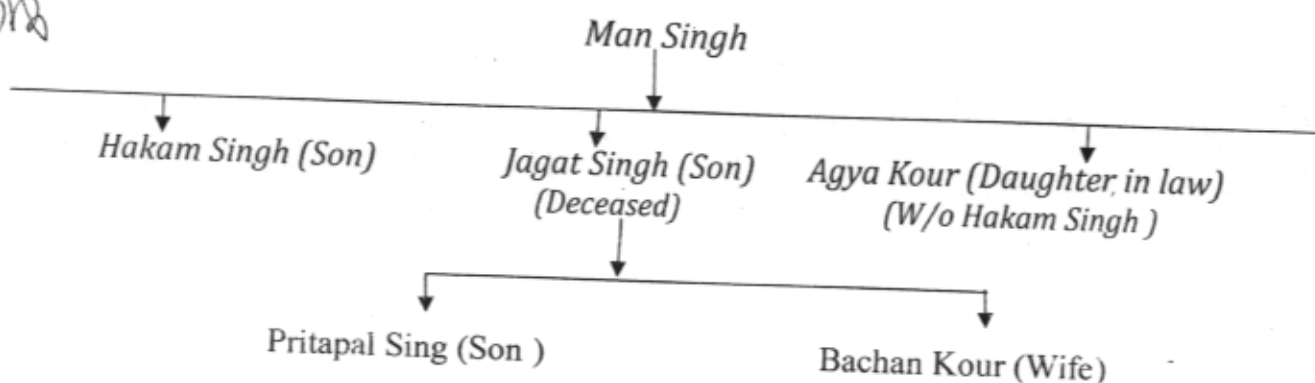 Man Singh
Hakam Singh (Son)
Jagat Singh (Son)
(Deceased)
Agya Kour (Daughter in law)
(W/o Hakam Singh )
Pritapal Sing (Son )
Bachan Kour (Wife)